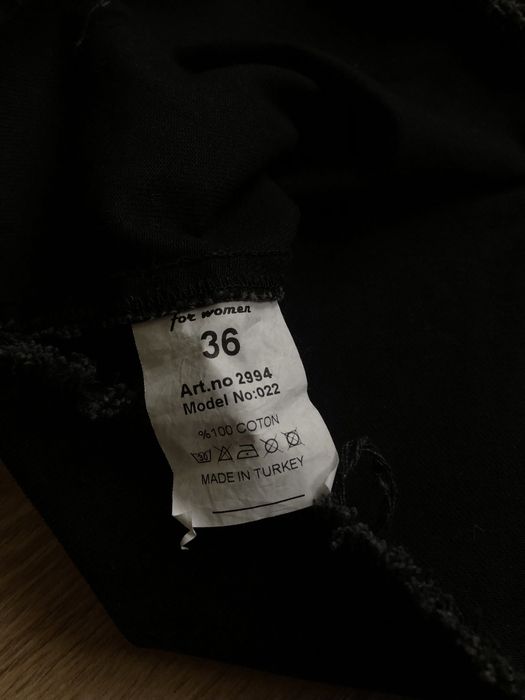 for women
36
Art.no 2994
Model No:022
%100 COTON
MADE IN TURKEY